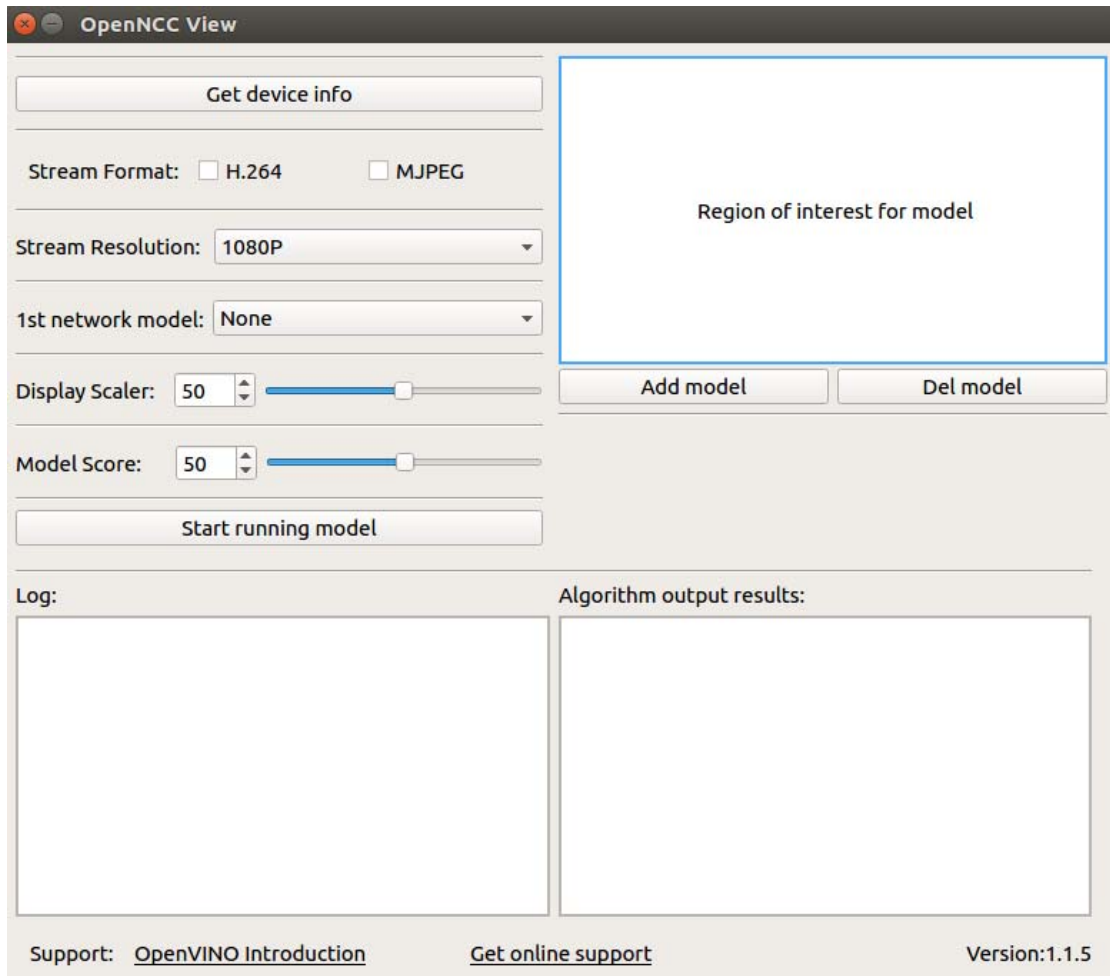 OpenNCC View
Get device info
Stream Format: H.264 MJPEG
Stream Resolution: 1080P
1st network model: None
Display Scaler: 50
Model Score: 50
Start running model
Region of interest for model
Add model Del model
Log:
Algorithm output results:
Support: OpenVINO Introduction Get online support Version:1.1.5